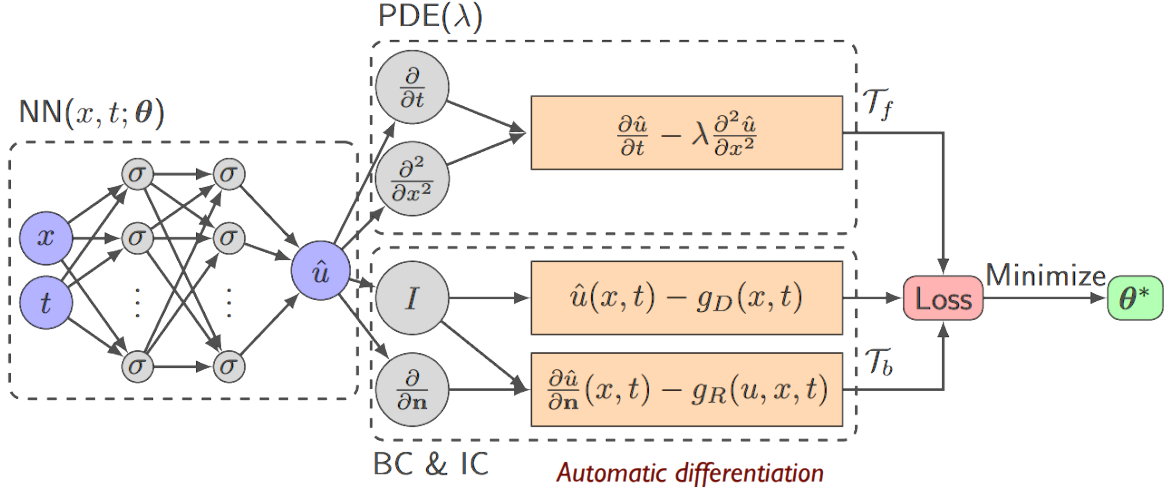 PDE(λ)
NN(x, t; θ)
x
t
σ
σ
σ
σ
σ
σ
⋮
⋮
û
∂/∂t
∂²/∂x²
∂û/∂t − λ ∂²û/∂x²
𝒯_f
I
û(x, t) − g_D(x, t)
∂/∂n
∂û/∂n(x, t) − g_R(u, x, t)
𝒯_b
Loss
Minimize
θ*
BC & IC
Automatic differentiation